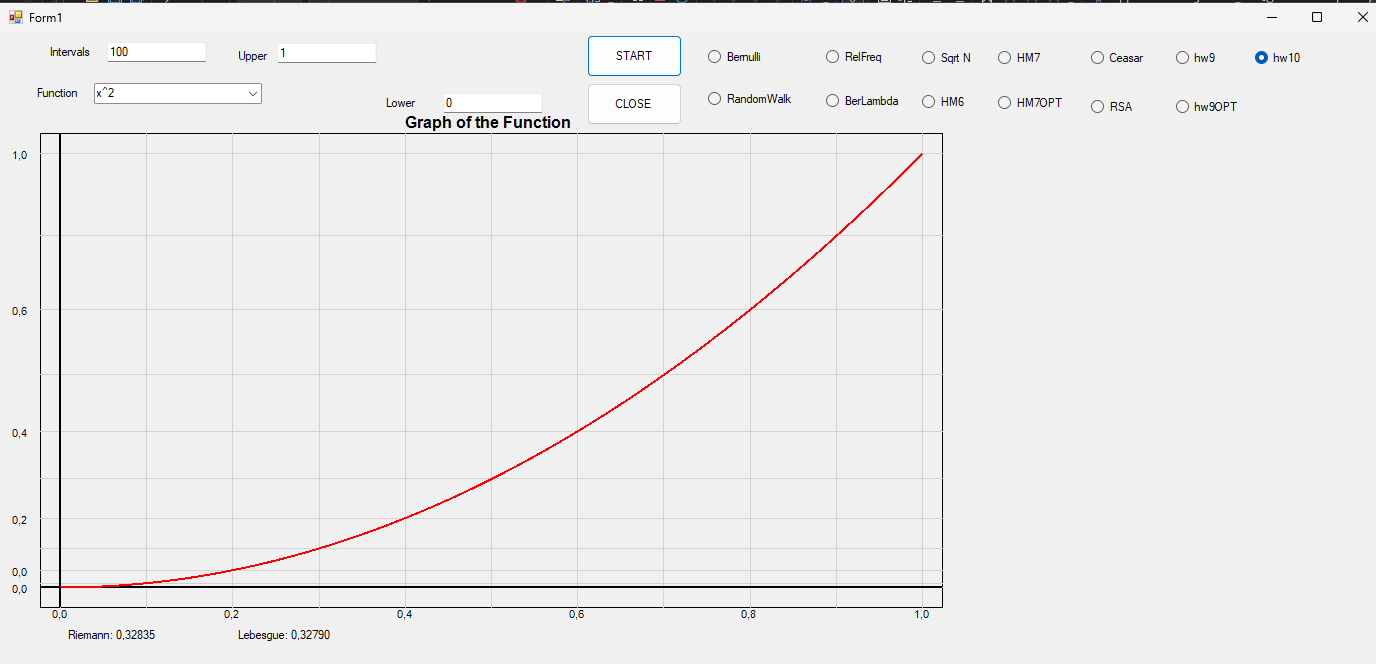 Form1
Intervals 100 Upper 1 START Bernulli RelFreq Sqrt N HM7 Ceasar hw9 hw10
Function x^2 Lower 0 CLOSE RandomWalk BerLambda HM6 HM7OPT RSA hw9OPT
Graph of the Function
1,0
0,6
0,4
0,2
0,0
0,0
0,0 0,2 0,4 0,6 0,8 1,0
Riemann: 0,32835 Lebesgue: 0,32790